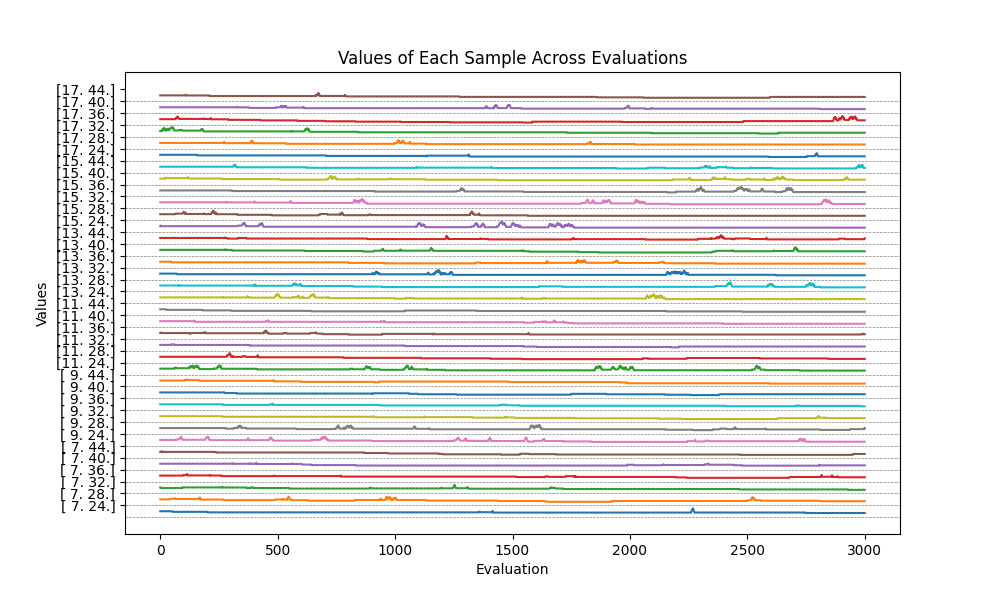 Values of Each Sample Across Evaluations
[17. 44.]
[17. 40.]
[17. 36.]
[17. 32.]
[17. 28.]
[17. 24.]
[15. 44.]
[15. 40.]
[15. 36.]
[15. 32.]
[15. 28.]
[15. 24.]
[13. 44.]
[13. 40.]
[13. 36.]
[13. 32.]
[13. 28.]
[13. 24.]
[11. 44.]
[11. 40.]
[11. 36.]
[11. 32.]
[11. 28.]
[11. 24.]
[ 9. 44.]
[ 9. 40.]
[ 9. 36.]
[ 9. 32.]
[ 9. 28.]
[ 9. 24.]
[ 7. 44.]
[ 7. 40.]
[ 7. 36.]
[ 7. 32.]
[ 7. 28.]
[ 7. 24.]
Values
0 500 1000 1500 2000 2500 3000
Evaluation